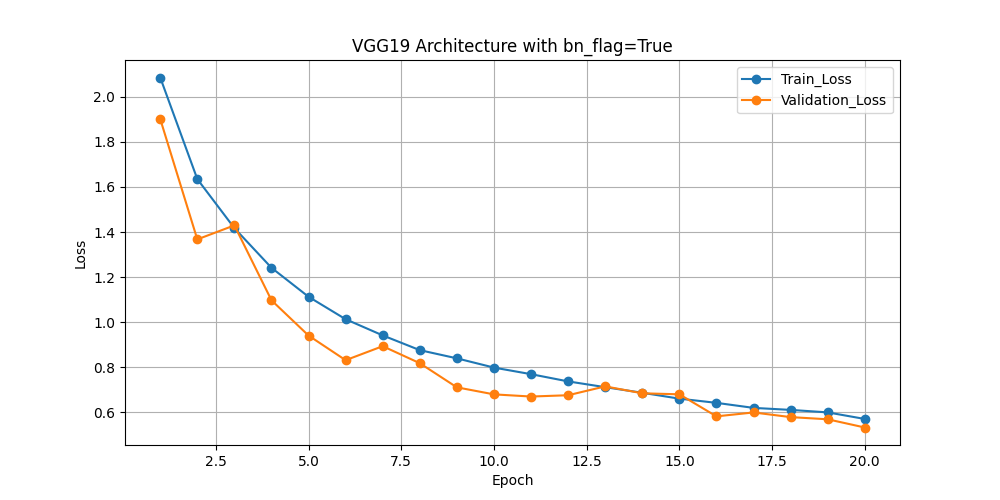 VGG19 Architecture with bn_flag=True
Train_Loss
Validation_Loss
2.0
1.8
1.6
1.4
1.2
1.0
0.8
0.6
Loss
2.5 5.0 7.5 10.0 12.5 15.0 17.5 20.0
Epoch